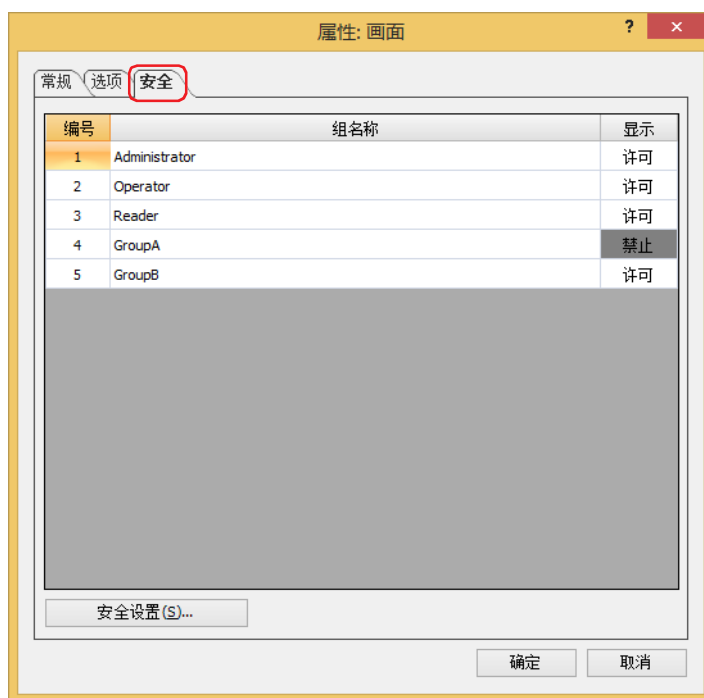 属性: 画面
?
×
常规 选项 安全
编号 组名称 显示
1 Administrator 许可
2 Operator 许可
3 Reader 许可
4 GroupA 禁止
5 GroupB 许可
安全设置(S)...
确定 取消